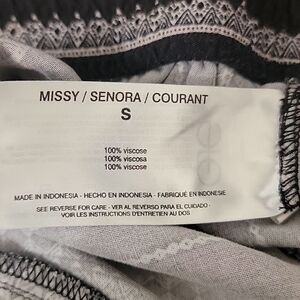 MISSY / SENORA / COURANT
S
100% viscose
100% viscosa
100% viscose
MADE IN INDONESIA - HECHO EN INDONESIA - FABRIQUÉ EN INDONESIE
SEE REVERSE FOR CARE - VER AL REVERSO PARA EL CUIDADO -
VOIR LES INSTRUCTIONS D'ENTRETIEN AU DOS